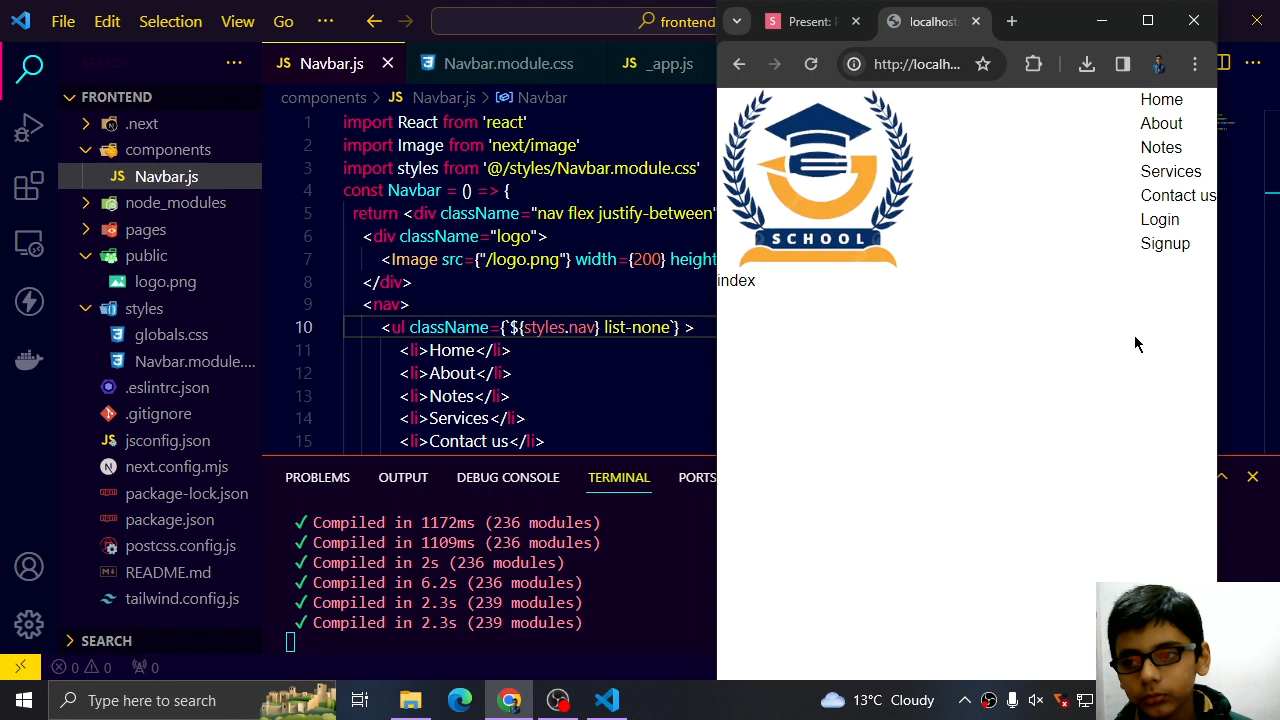 File Edit Selection View Go ··· frontend
Present: P
localhost:
http://localh...
SEARCH
FRONTEND
.next
components
Navbar.js
node_modules
pages
public
logo.png
styles
globals.css
Navbar.module....
.eslintrc.json
.gitignore
jsconfig.json
next.config.mjs
package-lock.json
package.json
postcss.config.js
README.md
tailwind.config.js
SEARCH
JS Navbar.js Navbar.module.css JS _app.js
components > JS Navbar.js > Navbar
1 import React from 'react'
2 import Image from 'next/image'
3 import styles from '@/styles/Navbar.module.css'
4 const Navbar = () => {
5 return <div className="nav flex justify-between"
6 <div className="logo">
7 <Image src={"/logo.png"} width={200} height
8 </div>
9 <nav>
10 <ul className={`${styles.nav} list-none`} >
11 <li>Home</li>
12 <li>About</li>
13 <li>Notes</li>
14 <li>Services</li>
15 <li>Contact us</li>
PROBLEMS OUTPUT DEBUG CONSOLE TERMINAL PORTS
✓ Compiled in 1172ms (236 modules)
✓ Compiled in 1109ms (236 modules)
✓ Compiled in 2s (236 modules)
✓ Compiled in 6.2s (236 modules)
✓ Compiled in 2.3s (239 modules)
✓ Compiled in 2.3s (239 modules)
SCHOOL
Home
About
Notes
Services
Contact us
Login
Signup
index
0 0 0
Type here to search
13°C Cloudy